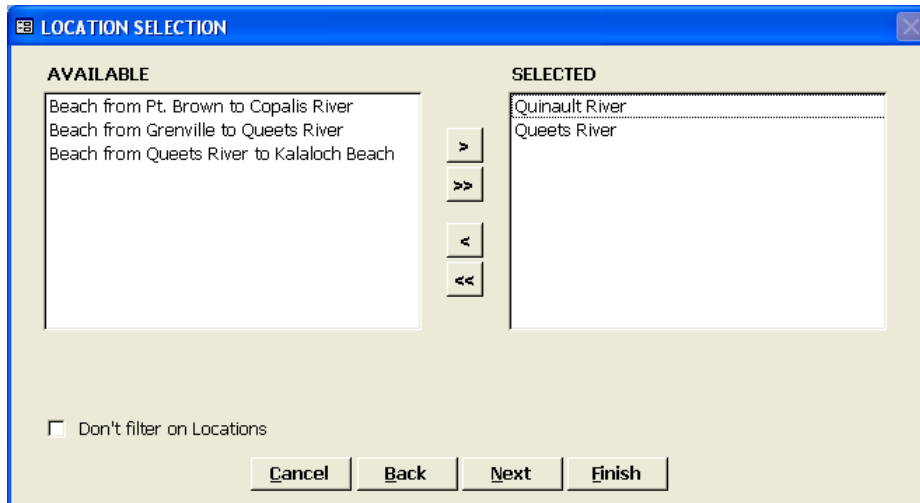 LOCATION SELECTION
AVAILABLE
Beach from Pt. Brown to Copalis River
Beach from Grenville to Queets River
Beach from Queets River to Kalaloch Beach
>
>>
<
<<
SELECTED
Quinault River
Queets River
Don't filter on Locations
Cancel Back Next Finish